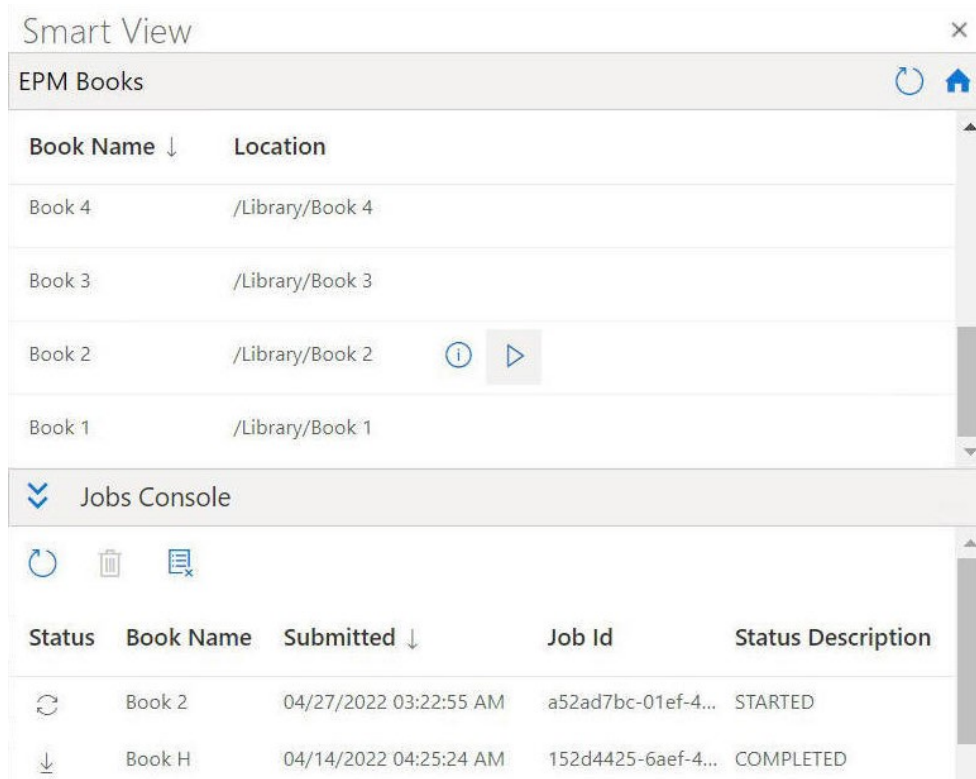 Smart View
EPM Books
Book Name ↓ Location
Book 4 /Library/Book 4
Book 3 /Library/Book 3
Book 2 /Library/Book 2
Book 1 /Library/Book 1
Jobs Console
Status Book Name Submitted ↓ Job Id Status Description
Book 2 04/27/2022 03:22:55 AM a52ad7bc-01ef-4... STARTED
Book H 04/14/2022 04:25:24 AM 152d4425-6aef-4... COMPLETED